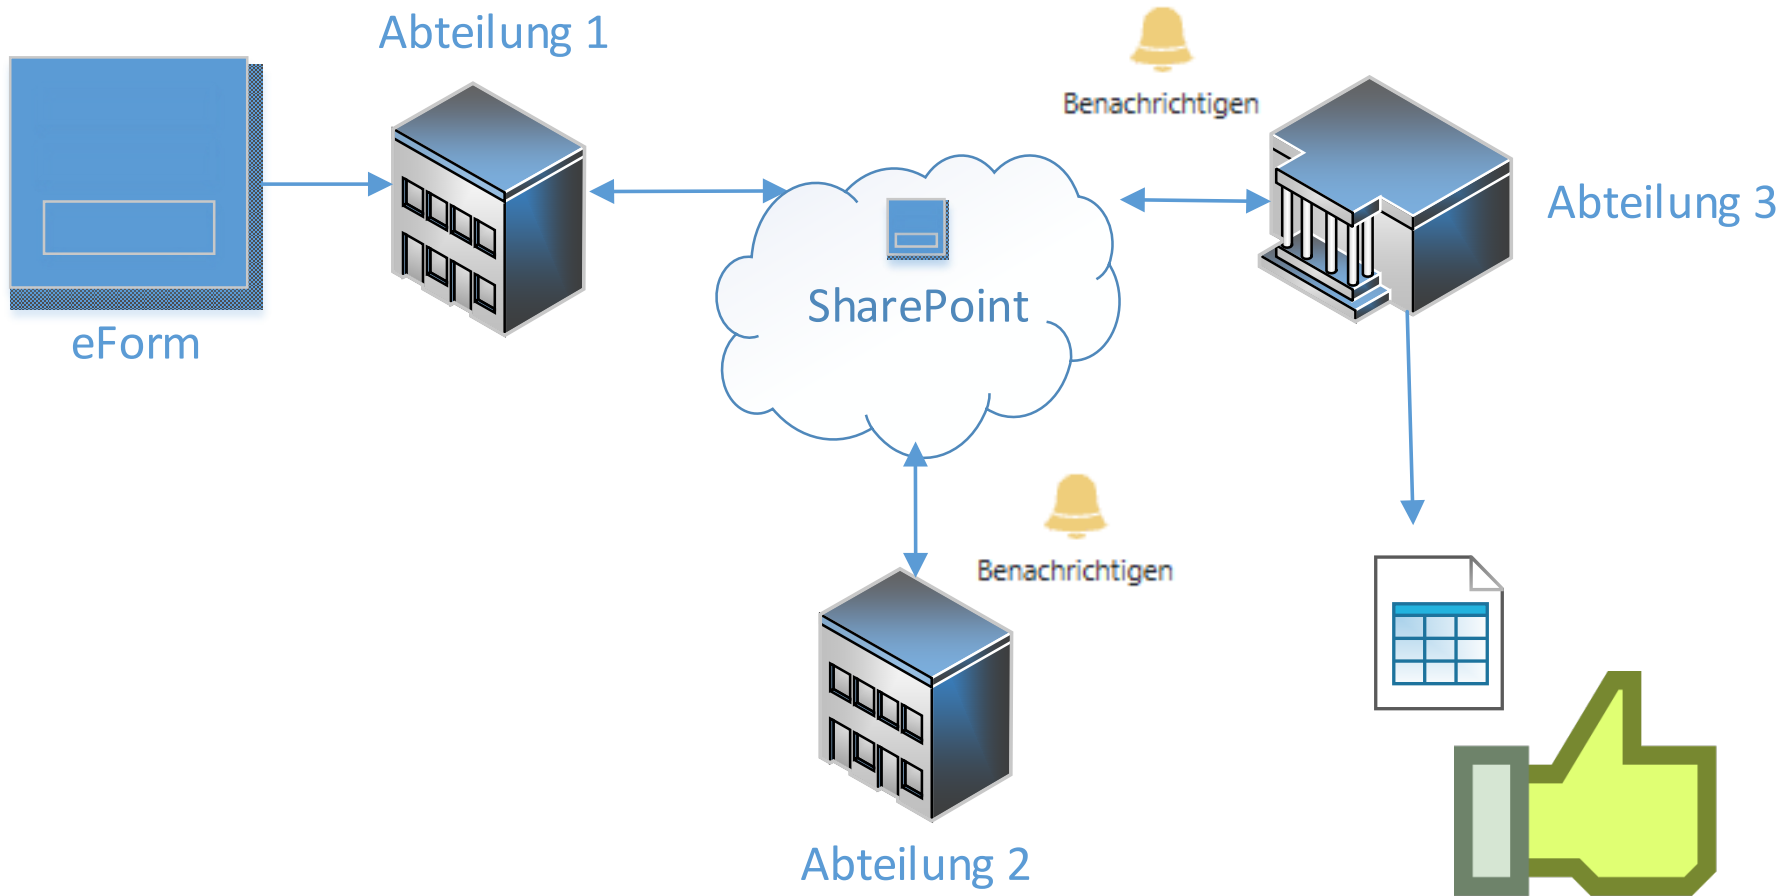 Abteilung 1
Benachrichtigen
Abteilung 3
eForm
SharePoint
Benachrichtigen
Abteilung 2